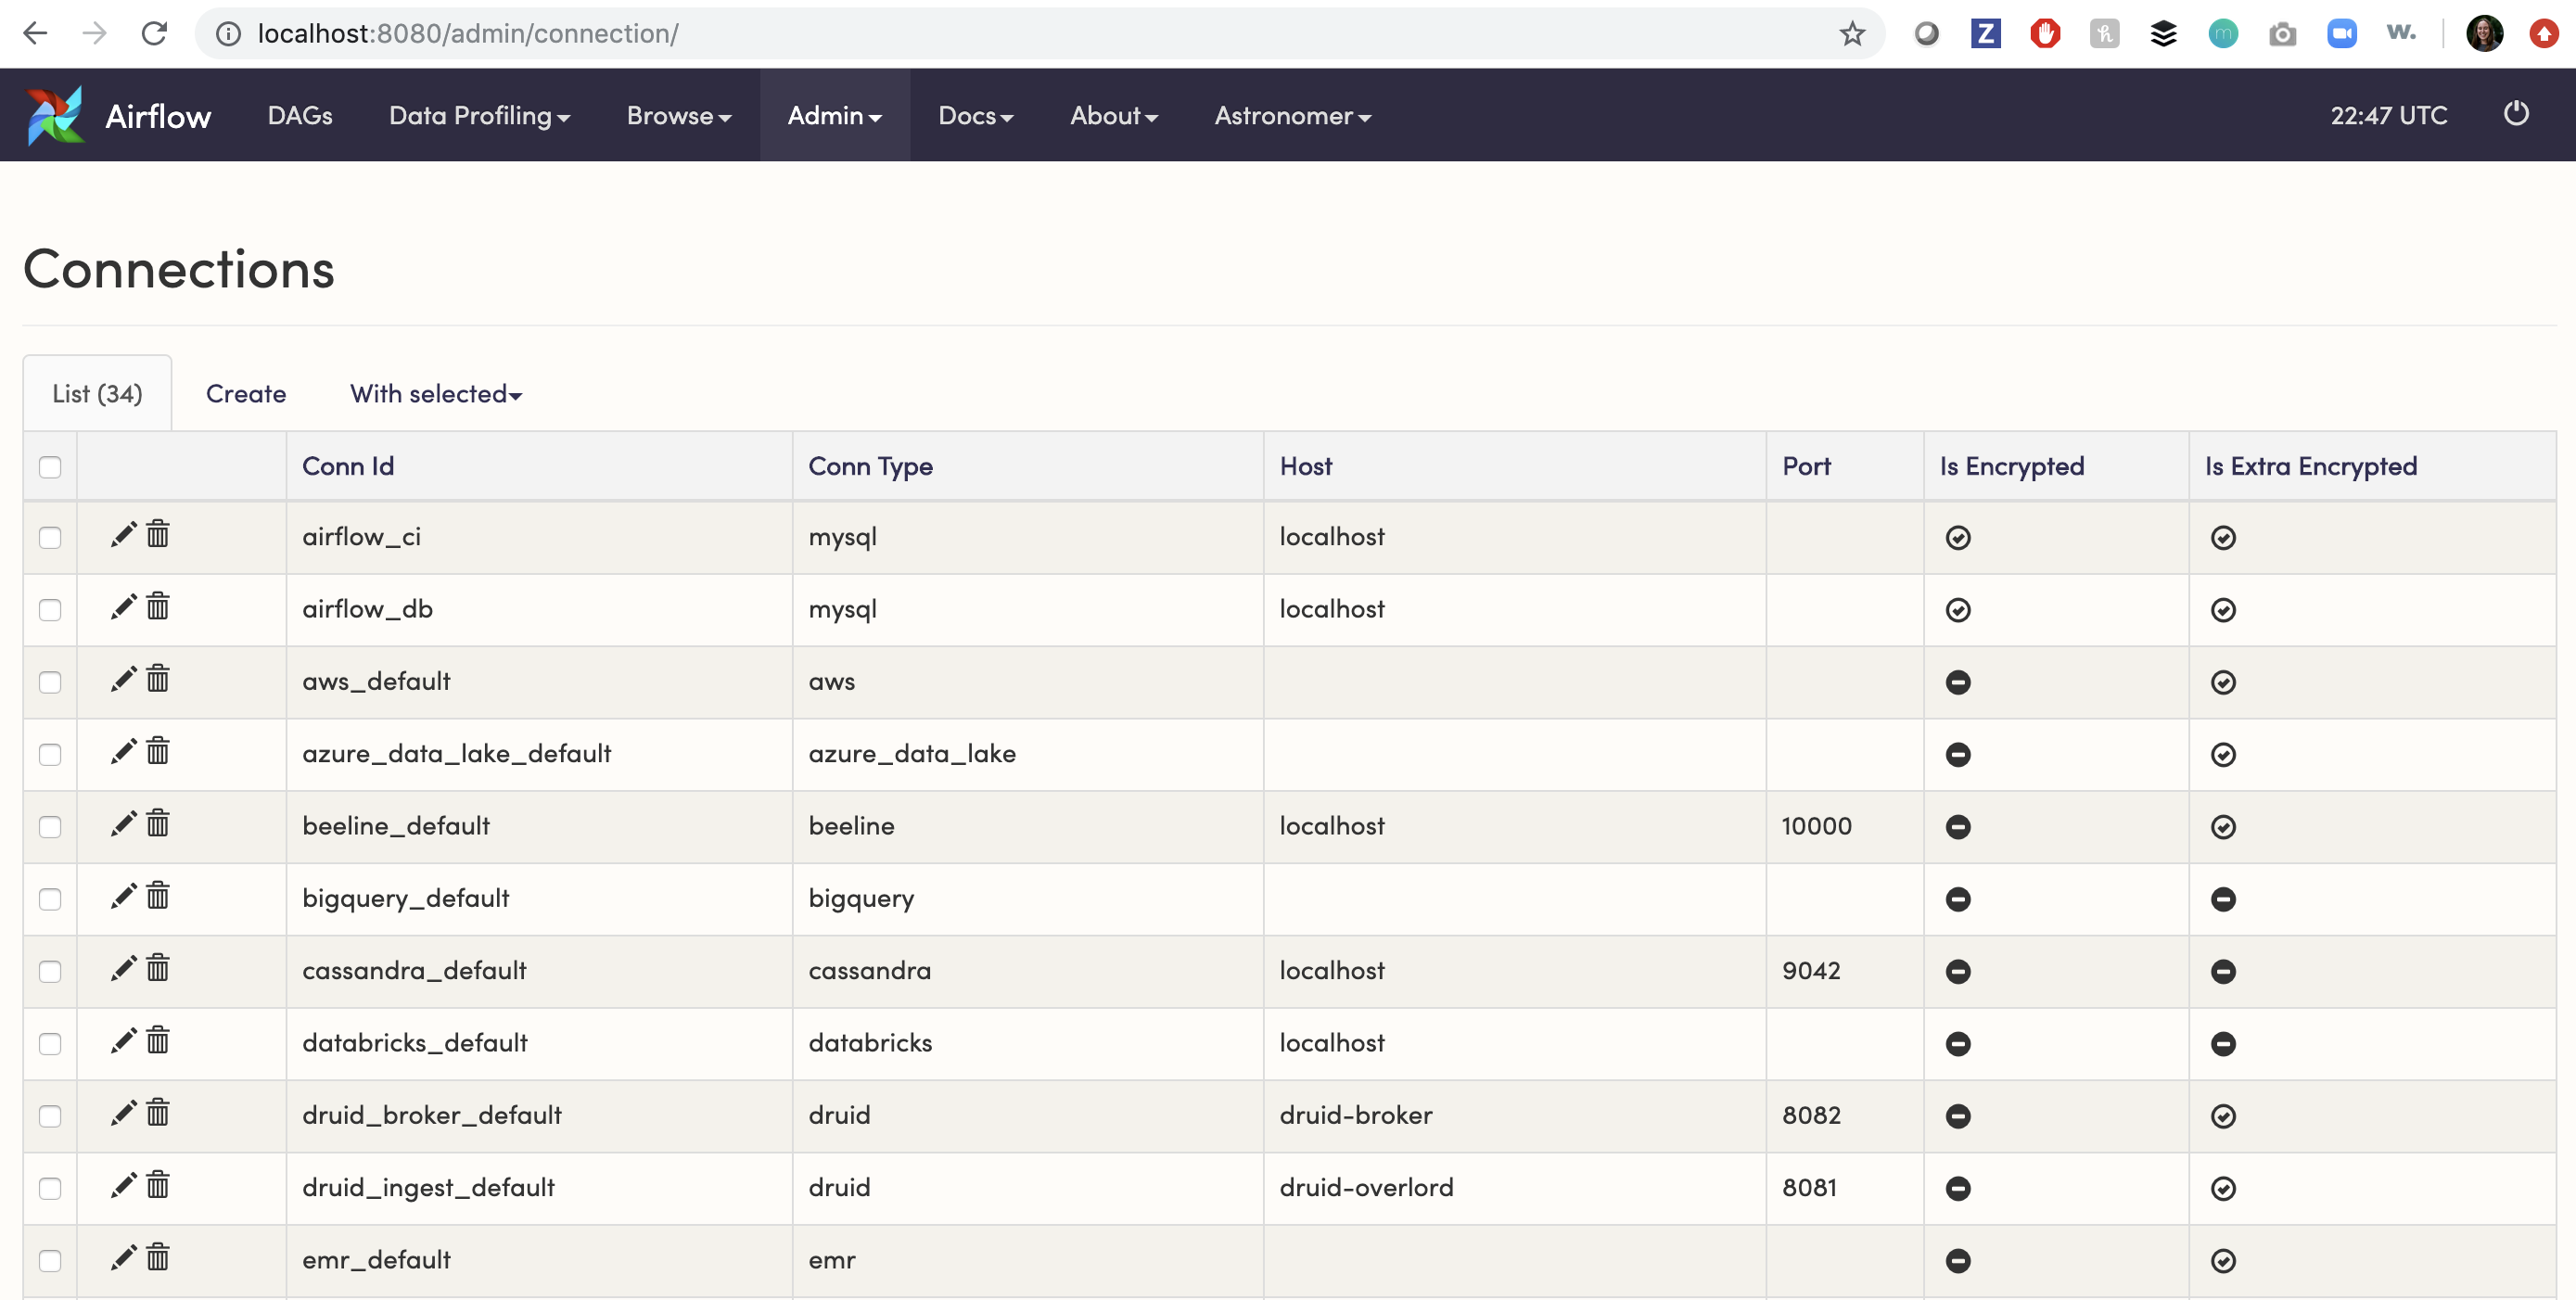 localhost:8080/admin/connection/
Airflow DAGs Data Profiling Browse Admin Docs About Astronomer 22:47 UTC
Connections
List (34) Create With selected
Conn Id Conn Type Host Port Is Encrypted Is Extra Encrypted
airflow_ci mysql localhost
airflow_db mysql localhost
aws_default aws
azure_data_lake_default azure_data_lake
beeline_default beeline localhost 10000
bigquery_default bigquery
cassandra_default cassandra localhost 9042
databricks_default databricks localhost
druid_broker_default druid druid-broker 8082
druid_ingest_default druid druid-overlord 8081
emr_default emr